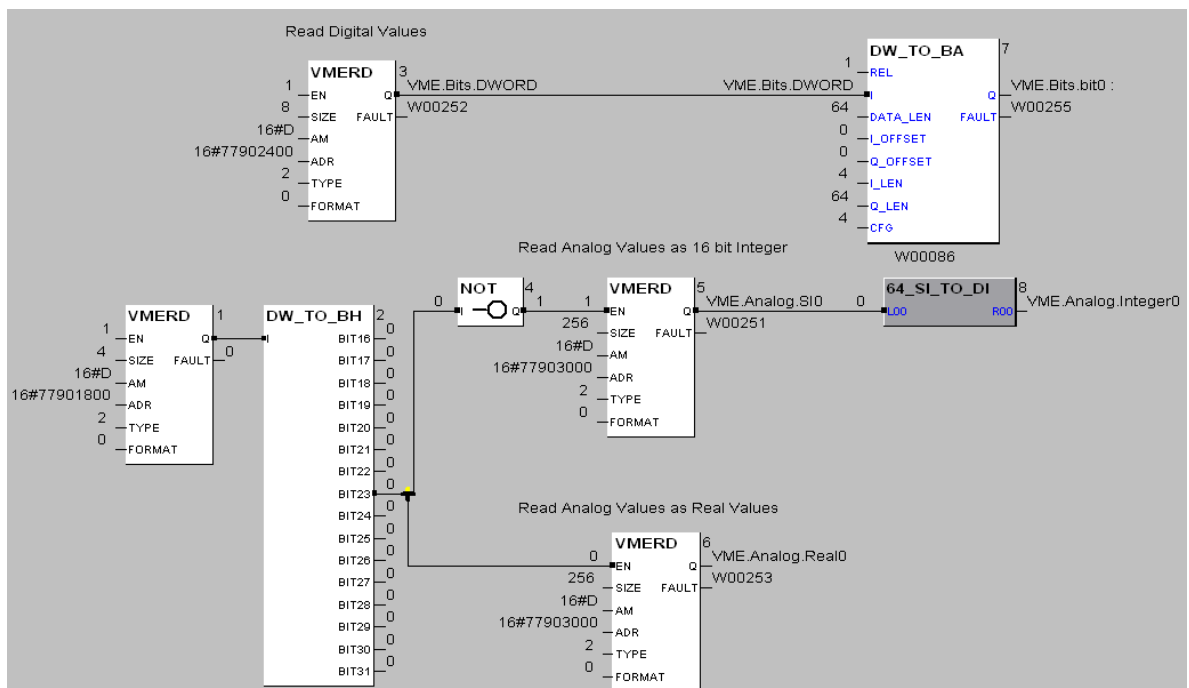 Read Digital Values
VMERD 3
1 EN Q VME.Bits.DWORD
8 SIZE FAULT W00252
16#D AM
16#77902400 ADR
2 TYPE
0 FORMAT
DW_TO_BA 7
1 REL
VME.Bits.DWORD I Q VME.Bits.bit0 :
64 DATA_LEN FAULT W00255
0 I_OFFSET
0 Q_OFFSET
4 I_LEN
64 Q_LEN
4 CFG
W00086
Read Analog Values as 16 bit Integer
VMERD 1
1 EN Q
4 SIZE FAULT 0
16#D AM
16#77901800 ADR
2 TYPE
0 FORMAT
DW_TO_BH 2
I BIT16 0
BIT17 0
BIT18 0
BIT19 0
BIT20 0
BIT21 0
BIT22 0
BIT23 0
BIT24 0
BIT25 0
BIT26 0
BIT27 0
BIT28 0
BIT29 0
BIT30 0
BIT31 0
NOT 4
0 I Q 1
VMERD 5
1 EN Q VME.Analog.SI0
256 SIZE FAULT W00251
16#D AM
16#77903000 ADR
2 TYPE
0 FORMAT
64_SI_TO_DI 8
0 L00 R00 VME.Analog.Integer0
Read Analog Values as Real Values
VMERD 6
0 EN Q VME.Analog.Real0
256 SIZE FAULT W00253
16#D AM
16#77903000 ADR
2 TYPE
0 FORMAT